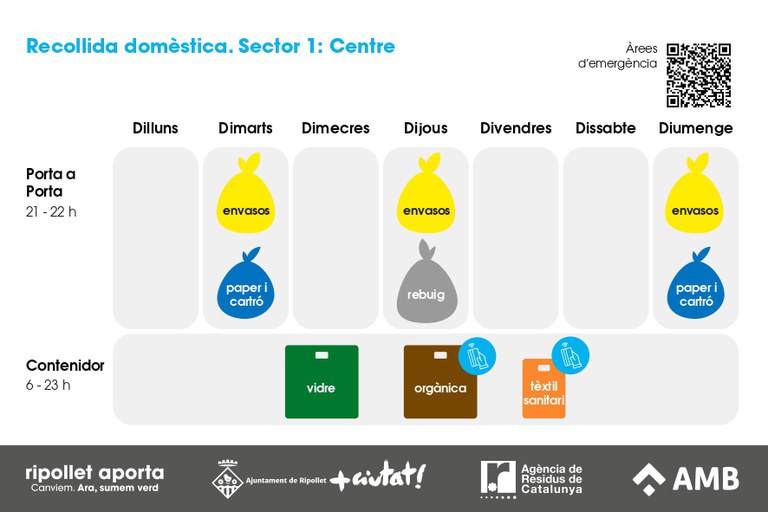 Recollida domèstica. Sector 1: Centre
Àrees
d'emergència
Dilluns Dimarts Dimecres Dijous Divendres Dissabte Diumenge
Porta a
Porta
21 - 22 h
envasos envasos envasos
paper i
cartró
rebuig
paper i
cartró
Contenidor
6 - 23 h
vidre
orgànica
tèxtil
sanitari
ripollet aporta
Canviem. Ara, sumem verd
Ajuntament de Ripollet
+ciutat!
Agència de
Residus de
Catalunya
AMB